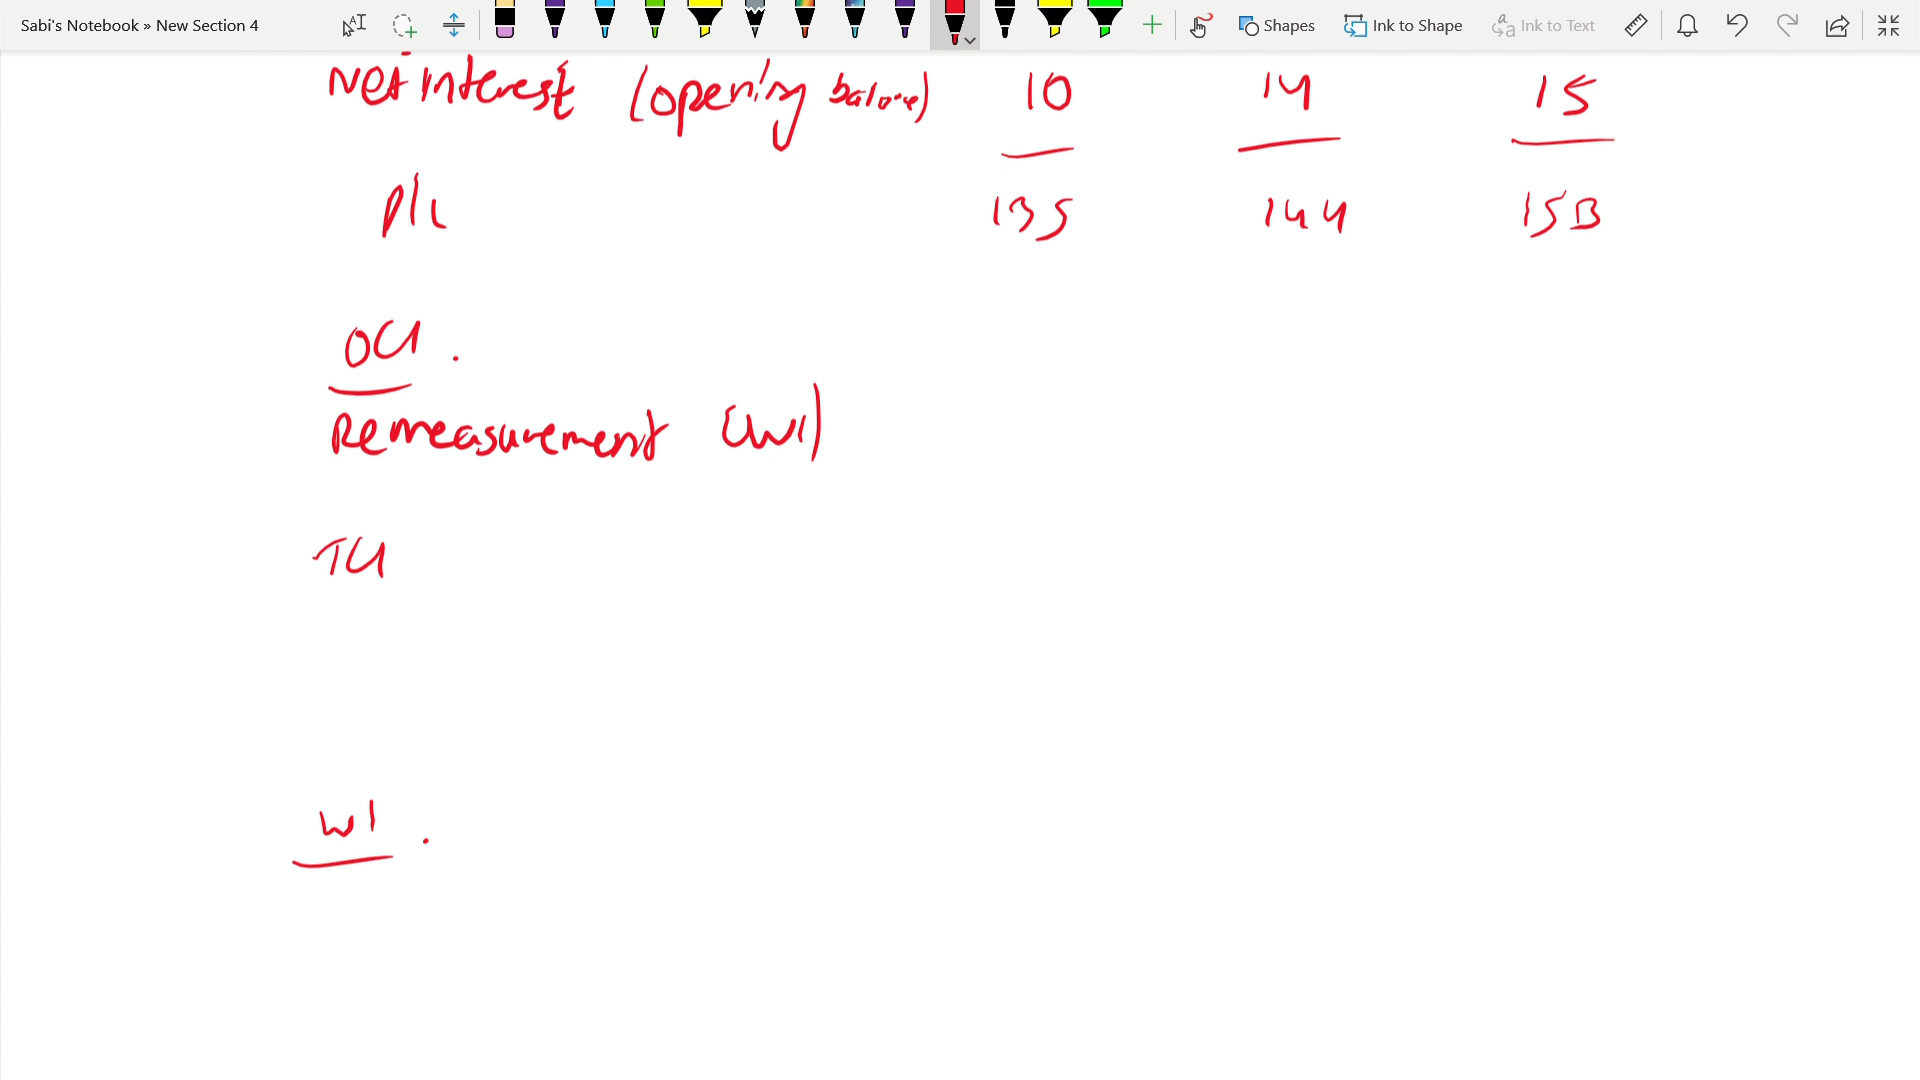 Sabi's Notebook » New Section 4 Shapes Ink to Shape Ink to Text
Net interest (opening balance) 10 14 15
P/L 135 144 153
OCI.
Remeasurement (W1)
TCI
W1.